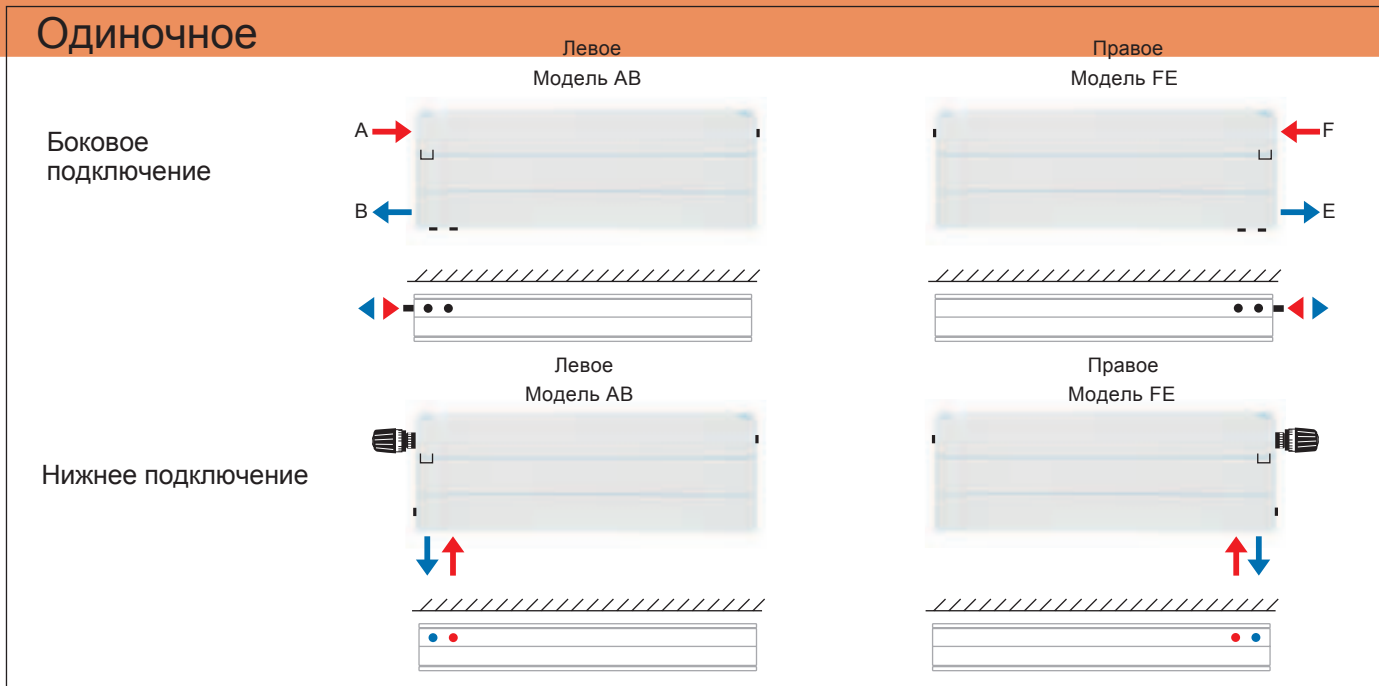 Одиночное
Левое
Правое
Модель AB
Модель FE
Боковое
подключение
A
F
B
E
Левое
Правое
Модель AB
Модель FE
Нижнее подключение